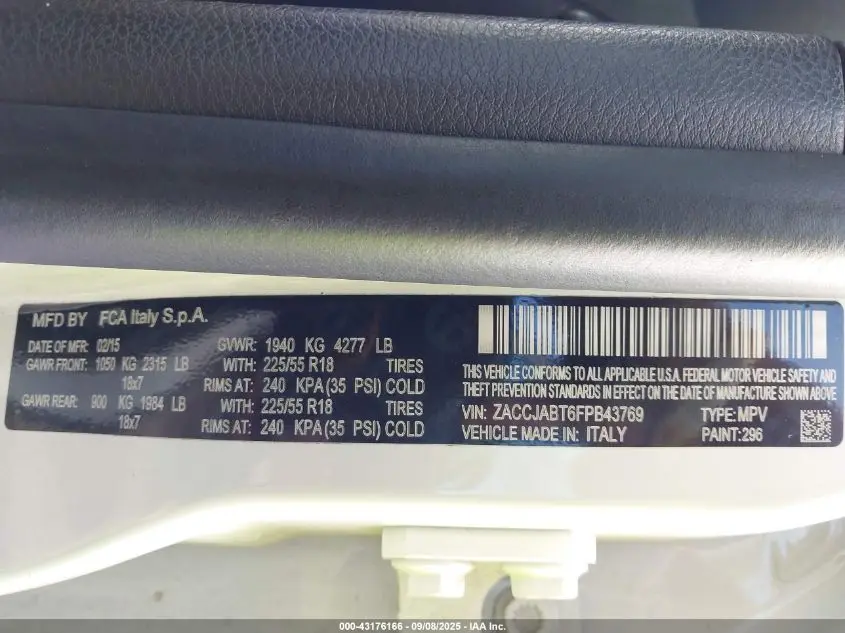 MFD BY FCA Italy S.p.A.
DATE OF MFR: 02/15 GVWR: 1940 KG 4277 LB
GAWR FRONT: 1050 KG 2315 LB WITH: 225/55 R18 TIRES
18x7 RIMS AT: 240 KPA (35 PSI) COLD
GAWR REAR: 900 KG 1984 LB WITH: 225/55 R18 TIRES
18x7 RIMS AT: 240 KPA (35 PSI) COLD
THIS VEHICLE CONFORMS TO ALL APPLICABLE U.S.A. FEDERAL MOTOR VEHICLE SAFETY AND
THEFT PREVENTION STANDARDS IN EFFECT ON THE DATE OF MANUFACTURE SHOWN ABOVE
VIN: ZACCJABT6FPB43769 TYPE: MPV
VEHICLE MADE IN: ITALY PAINT: 296
000-43176166 - 09/08/2025 - IAA Inc.